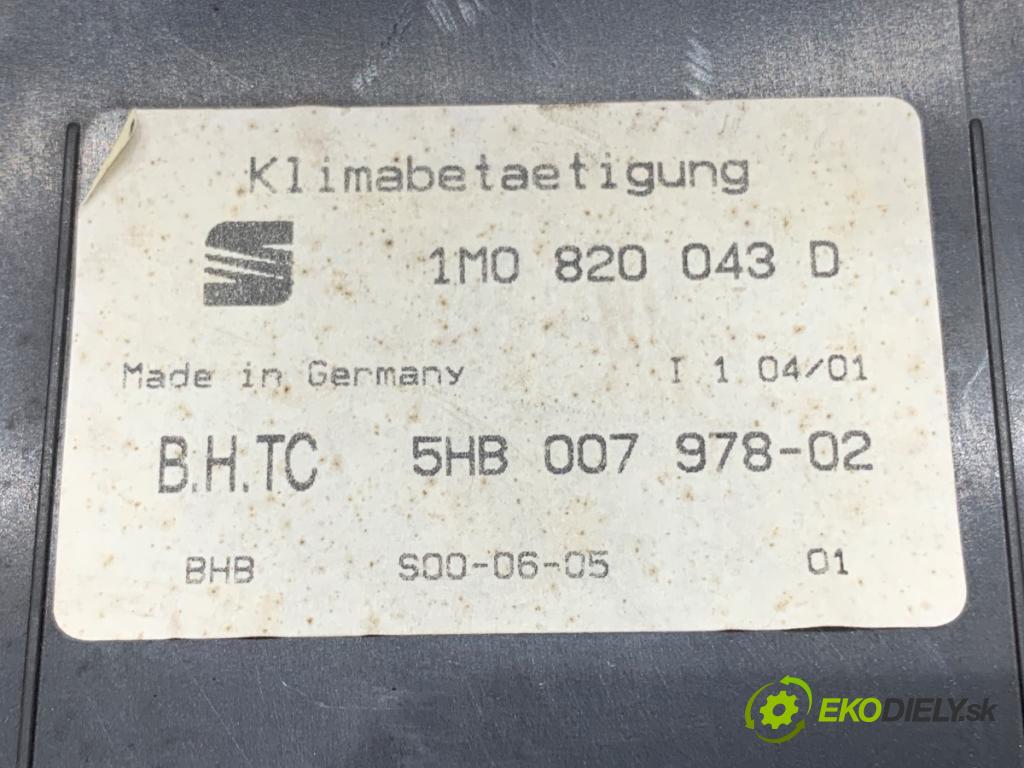 Klimabetaetigung
1M0 820 043 D
Made in Germany I 1 04/01
B.H.TC 5HB 007 978-02
BHB S00-06-05 01
EKODIELY.sk